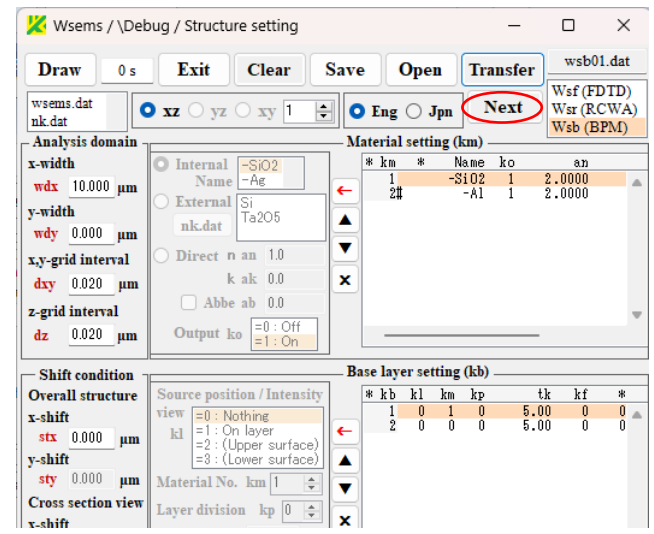 Wsems / \Debug / Structure setting
Draw 0 s Exit Clear Save Open Transfer wsb01.dat
wsems.dat
nk.dat
xz yz xy 1 Eng Jpn Next
Wsf (FDTD)
Wsr (RCWA)
Wsb (BPM)
Analysis domain
x-width
wdx 10.000 μm
y-width
wdy 0.000 μm
x,y-grid interval
dxy 0.020 μm
z-grid interval
dz 0.020 μm
Internal Name
-SiO2
-Ag
External
nk.dat
Si
Ta2O5
Direct n an 1.0
k ak 0.0
Abbe ab 0.0
Output ko
=0 : Off
=1 : On
Material setting (km)
* km * Name ko an
1 -SiO2 1 2.0000
2# -Al 1 2.0000
Shift condition
Overall structure
x-shift
stx 0.000 μm
y-shift
sty 0.000 μm
Cross section view
x-shift
Source position / Intensity
view
kl
=0 : Nothing
=1 : On layer
=2 : (Upper surface)
=3 : (Lower surface)
Material No. km 1
Layer division kp 0
Base layer setting (kb)
* kb kl km kp tk kf *
1 0 1 0 5.00 0 0
2 0 0 0 5.00 0 0